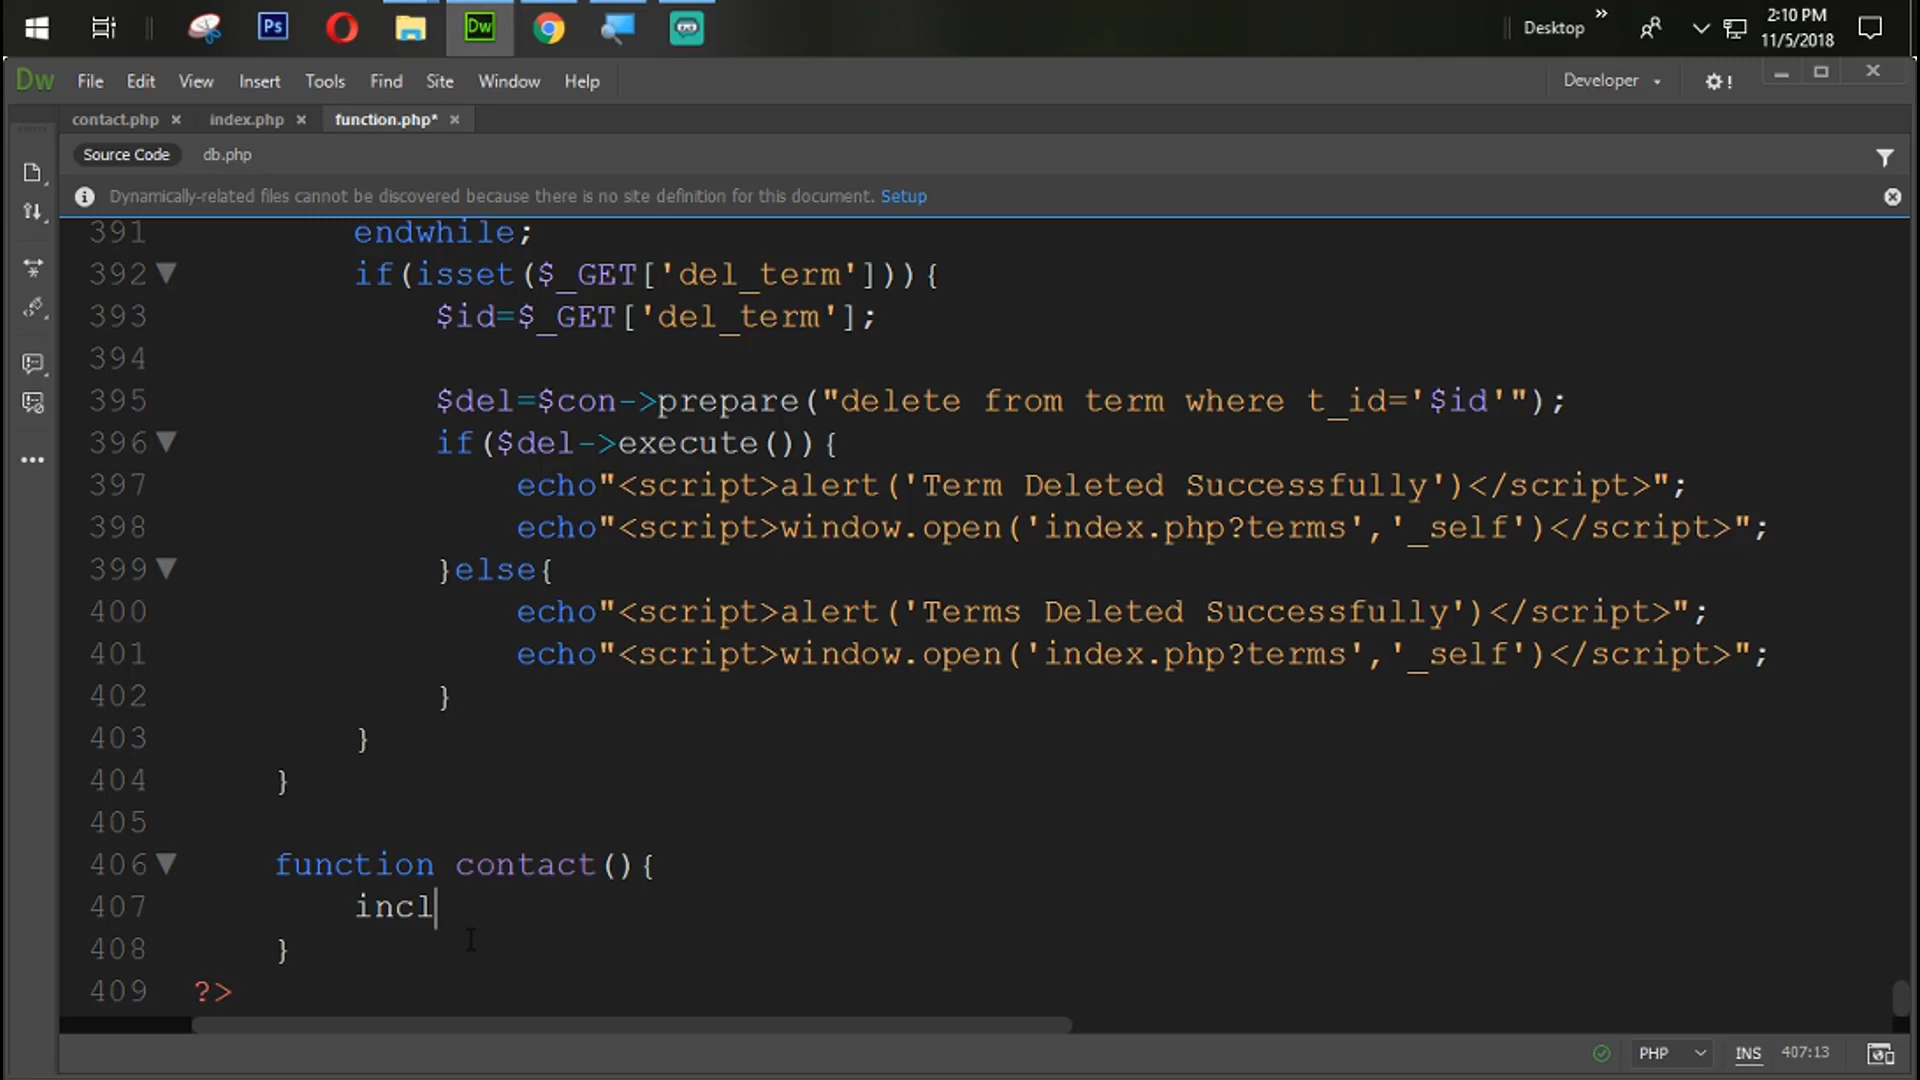 Ps
Dw
Desktop
»
2:10 PM
11/5/2018
Dw File Edit View Insert Tools Find Site Window Help
Developer
contact.php × index.php × function.php* ×
Source Code db.php
Dynamically-related files cannot be discovered because there is no site definition for this document. Setup
391 endwhile;
392 if(isset($_GET['del_term'])){
393 $id=$_GET['del_term'];
394
395 $del=$con->prepare("delete from term where t_id='$id'");
396 if($del->execute()){
397 echo"<script>alert('Term Deleted Successfully')</script>";
398 echo"<script>window.open('index.php?terms','_self')</script>";
399 }else{
400 echo"<script>alert('Terms Deleted Successfully')</script>";
401 echo"<script>window.open('index.php?terms','_self')</script>";
402 }
403 }
404 }
405
406 function contact(){
407 incl
408 }
409 ?>
PHP INS 407:13